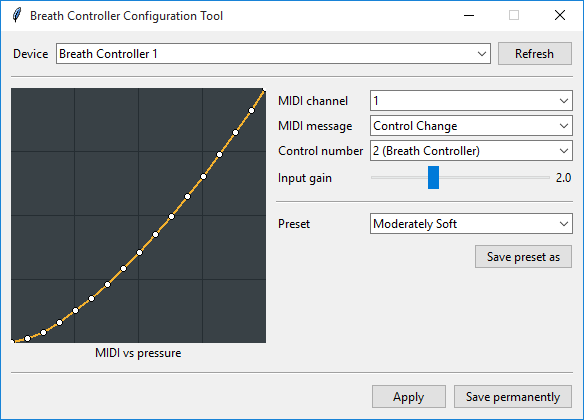 Breath Controller Configuration Tool
Device Breath Controller 1 Refresh
MIDI channel 1
MIDI message Control Change
Control number 2 (Breath Controller)
Input gain 2.0
Preset Moderately Soft
Save preset as
MIDI vs pressure
Apply Save permanently